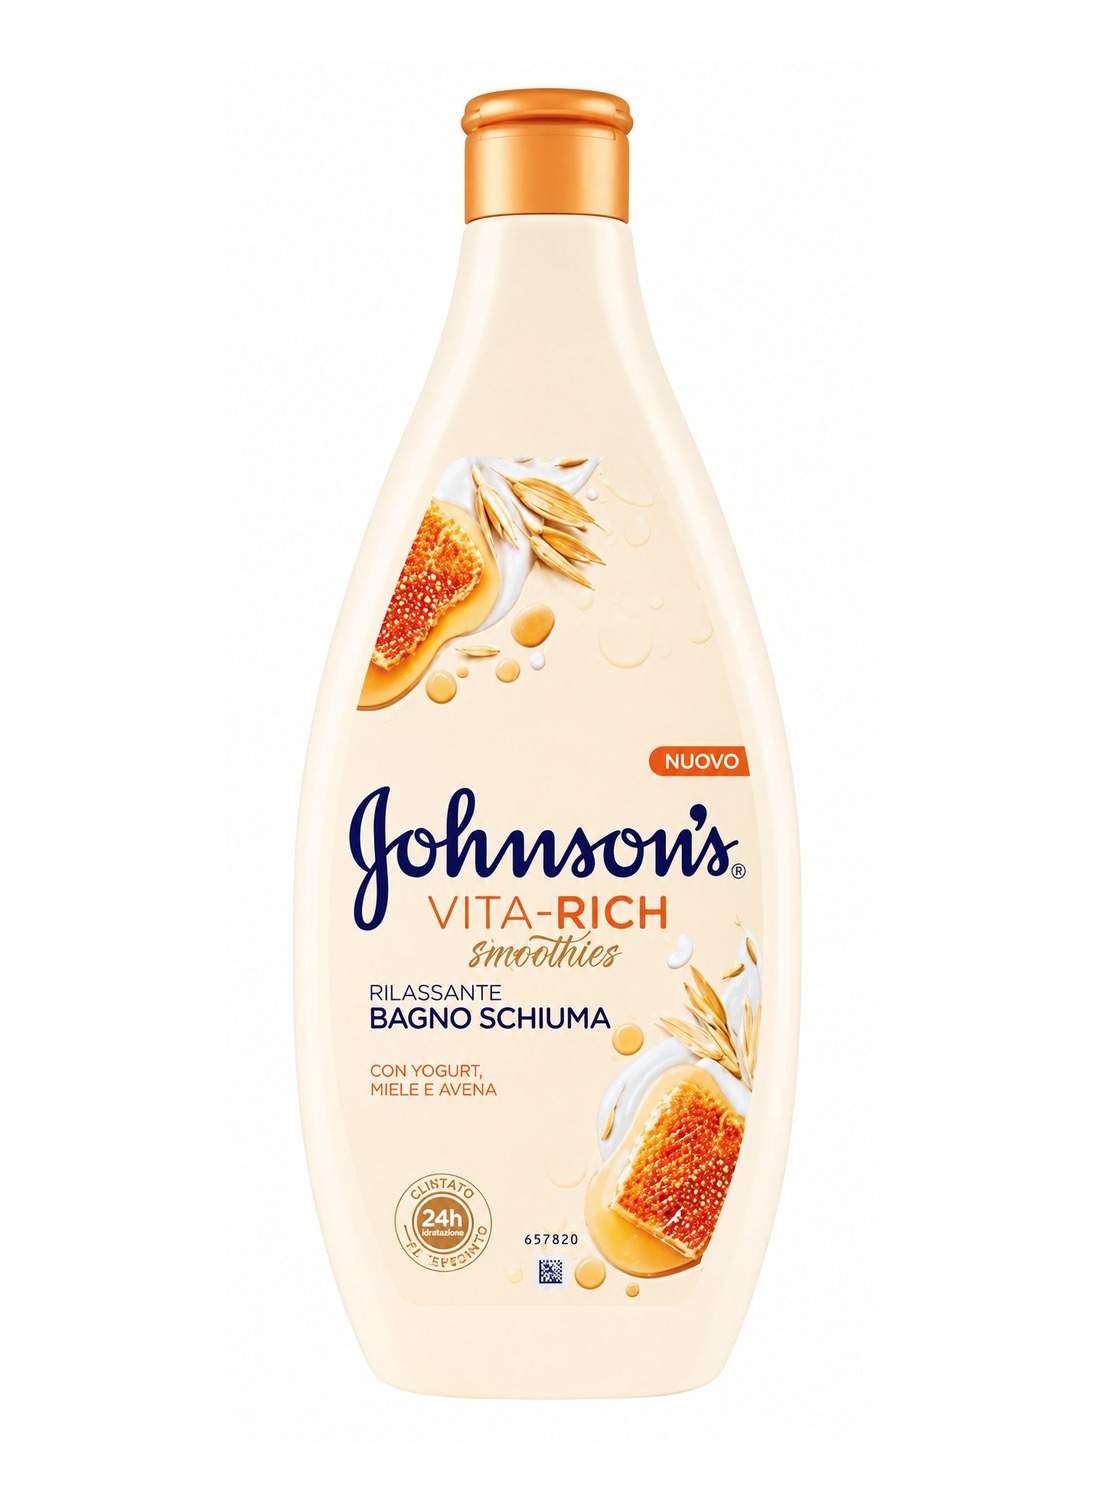 NUOVO
Johnson's®
VITA-RICH
smoothies
RILASSANTE
BAGNO SCHIUMA
CON YOGURT,
MIELE E AVENA
24h
idratazione
657820